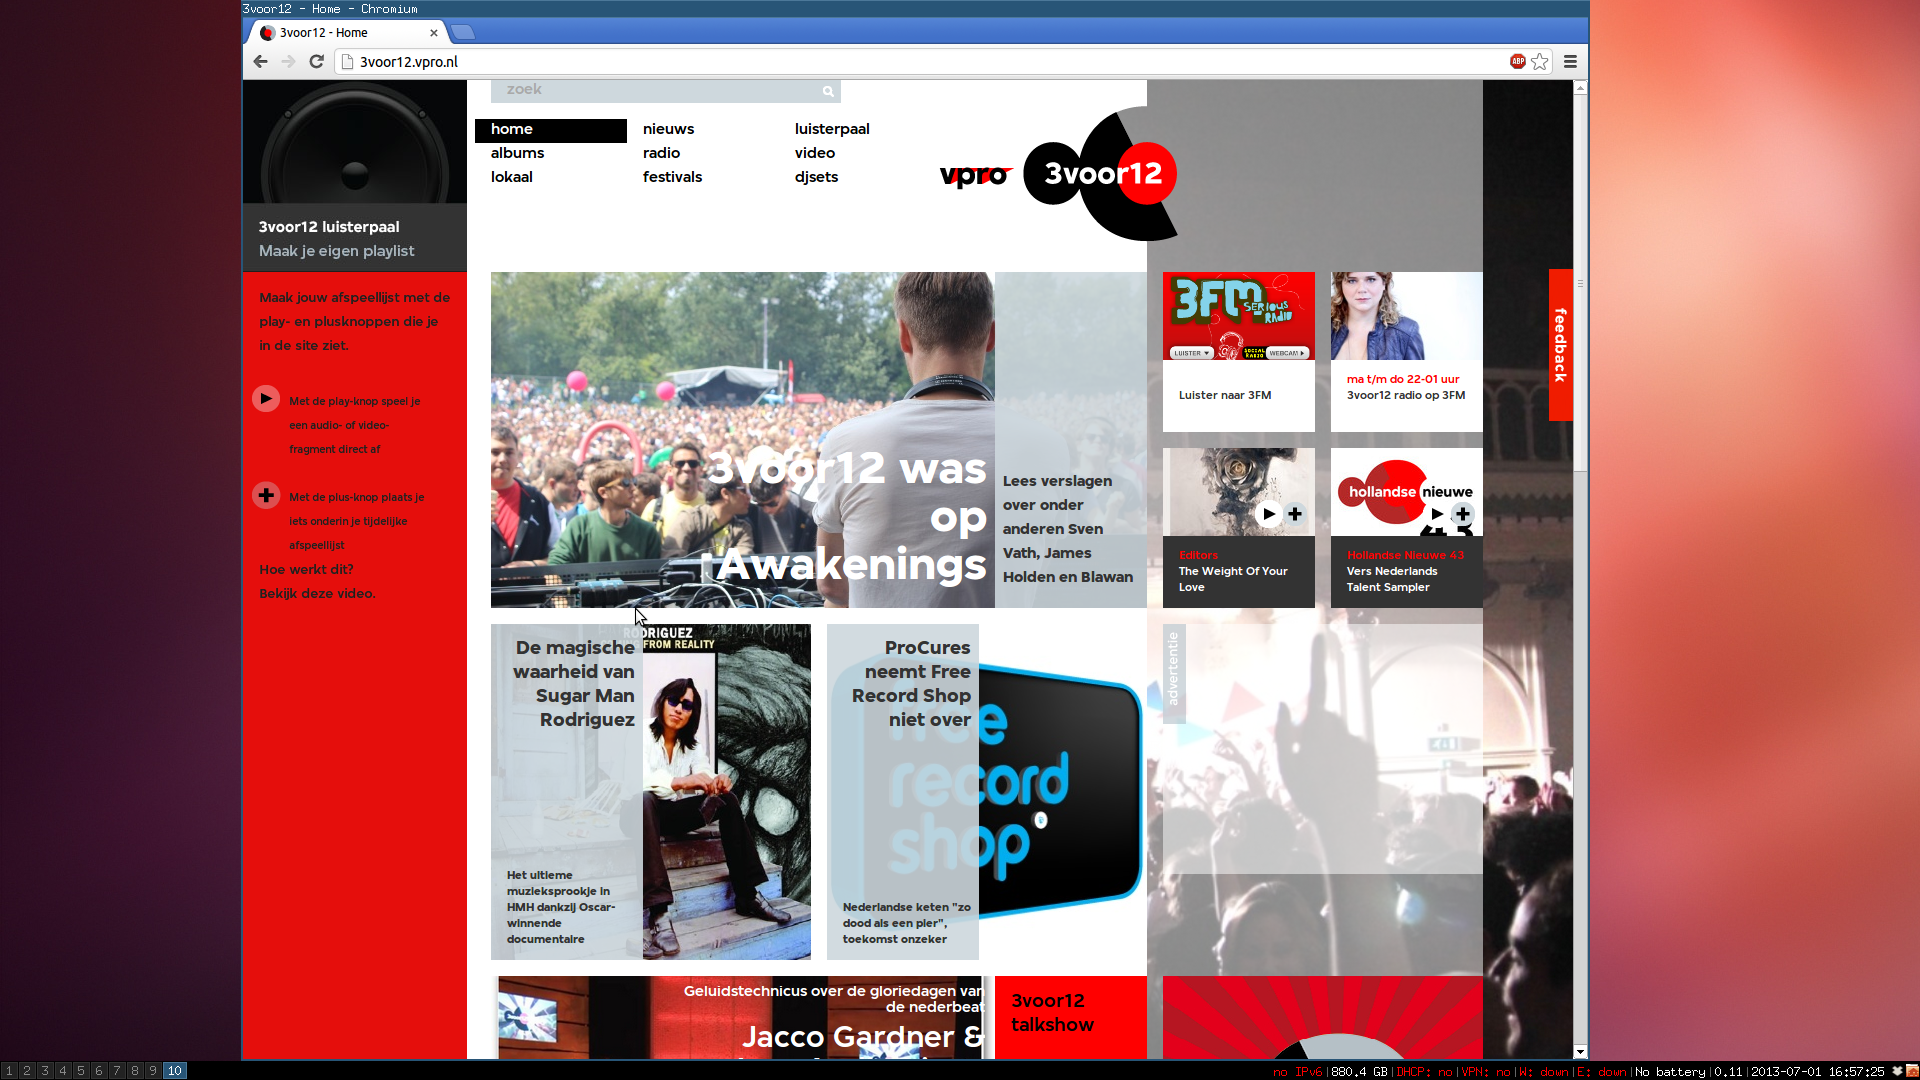 3voor12 - Home - Chromium
3voor12 - Home
3voor12.vpro.nl
ABP
zoek
home
nieuws
luisterpaal
albums
radio
video
lokaal
festivals
djsets
vpro
3voor12
3voor12 luisterpaal
Maak je eigen playlist
Maak jouw afspeellijst met de
play- en plusknoppen die je
in de site ziet.
Met de play-knop speel je
een audio- of video-
fragment direct af
Met de plus-knop plaats je
iets onderin je tijdelijke
afspeellijst
Hoe werkt dit?
Bekijk deze video.
3voor12 was
op
Awakenings
Lees verslagen
over onder
anderen Sven
Vath, James
Holden en Blawan
3FM
SERIOUS
RADIO
LUISTER
SOCIAL
RADIO
WEBCAM
Luister naar 3FM
ma t/m do 22-01 uur
3voor12 radio op 3FM
feedback
Editors
The Weight Of Your
Love
hollandse nieuwe
43
Hollandse Nieuwe 43
Vers Nederlands
Talent Sampler
De magische
waarheid van
Sugar Man
Rodriguez
RODRIGUEZ
FROM REALITY
Het ultieme
muzieksprookje in
HMH dankzij Oscar-
winnende
documentaire
ProCures
neemt Free
Record Shop
niet over
free
record
shop
Nederlandse keten "zo
dood als een pier",
toekomst onzeker
advertentie
Geluidstechnicus over de gloriedagen van
de nederbeat
Jacco Gardner &
3voor12
talkshow
1 2 3 4 5 6 7 8 9 10
no IPv6|880.4 GB|DHCP: no|VPN: no|W: down|E: down|No battery|0.11|2013-07-01 16:57:25